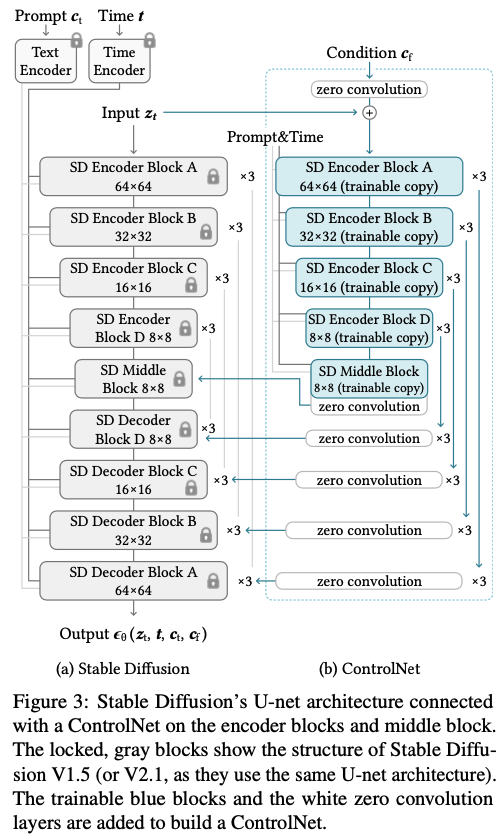 Prompt cₜ
Time t
Text
Encoder
Time
Encoder
Condition c_f
zero convolution
Input zₜ
+
Prompt&Time
SD Encoder Block A
64×64
×3
SD Encoder Block A
64×64 (trainable copy)
×3
SD Encoder Block B
32×32
×3
SD Encoder Block B
32×32 (trainable copy)
×3
SD Encoder Block C
16×16
×3
SD Encoder Block C
16×16 (trainable copy)
×3
SD Encoder
Block D 8×8
×3
SD Encoder Block D
8×8 (trainable copy)
×3
SD Middle
Block 8×8
SD Middle Block
8×8 (trainable copy)
zero convolution
SD Decoder
Block D 8×8
×3
zero convolution
×3
SD Decoder Block C
16×16
×3
zero convolution
×3
SD Decoder Block B
32×32
×3
zero convolution
×3
SD Decoder Block A
64×64
×3
zero convolution
×3
Output ϵθ(zₜ, t, cₜ, c_f)
(a) Stable Diffusion
(b) ControlNet
Figure 3: Stable Diffusion’s U-net architecture connected
with a ControlNet on the encoder blocks and middle block.
The locked, gray blocks show the structure of Stable Diffu-
sion V1.5 (or V2.1, as they use the same U-net architecture).
The trainable blue blocks and the white zero convolution
layers are added to build a ControlNet.